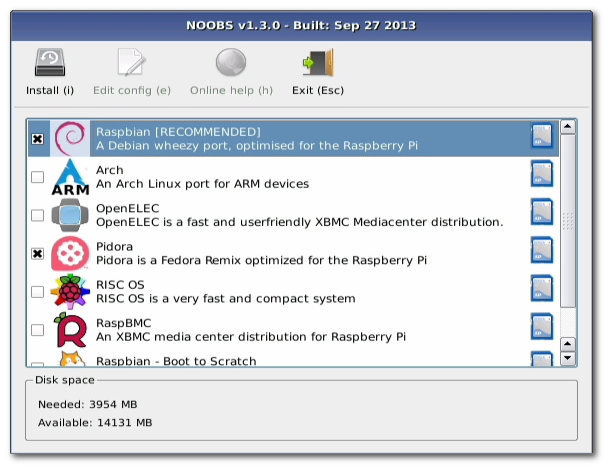 NOOBS v1.3.0 - Built: Sep 27 2013
Install (i) Edit config (e) Online help (h) Exit (Esc)
Raspbian [RECOMMENDED]
A Debian wheezy port, optimised for the Raspberry Pi
Arch
An Arch Linux port for ARM devices
ARM
OpenELEC
OpenELEC is a fast and userfriendly XBMC Mediacenter distribution.
Pidora
Pidora is a Fedora Remix optimized for the Raspberry Pi
RISC OS
RISC OS is a very fast and compact system
RaspBMC
An XBMC media center distribution for Raspberry Pi
Raspbian - Boot to Scratch
Disk space
Needed: 3954 MB
Available: 14131 MB